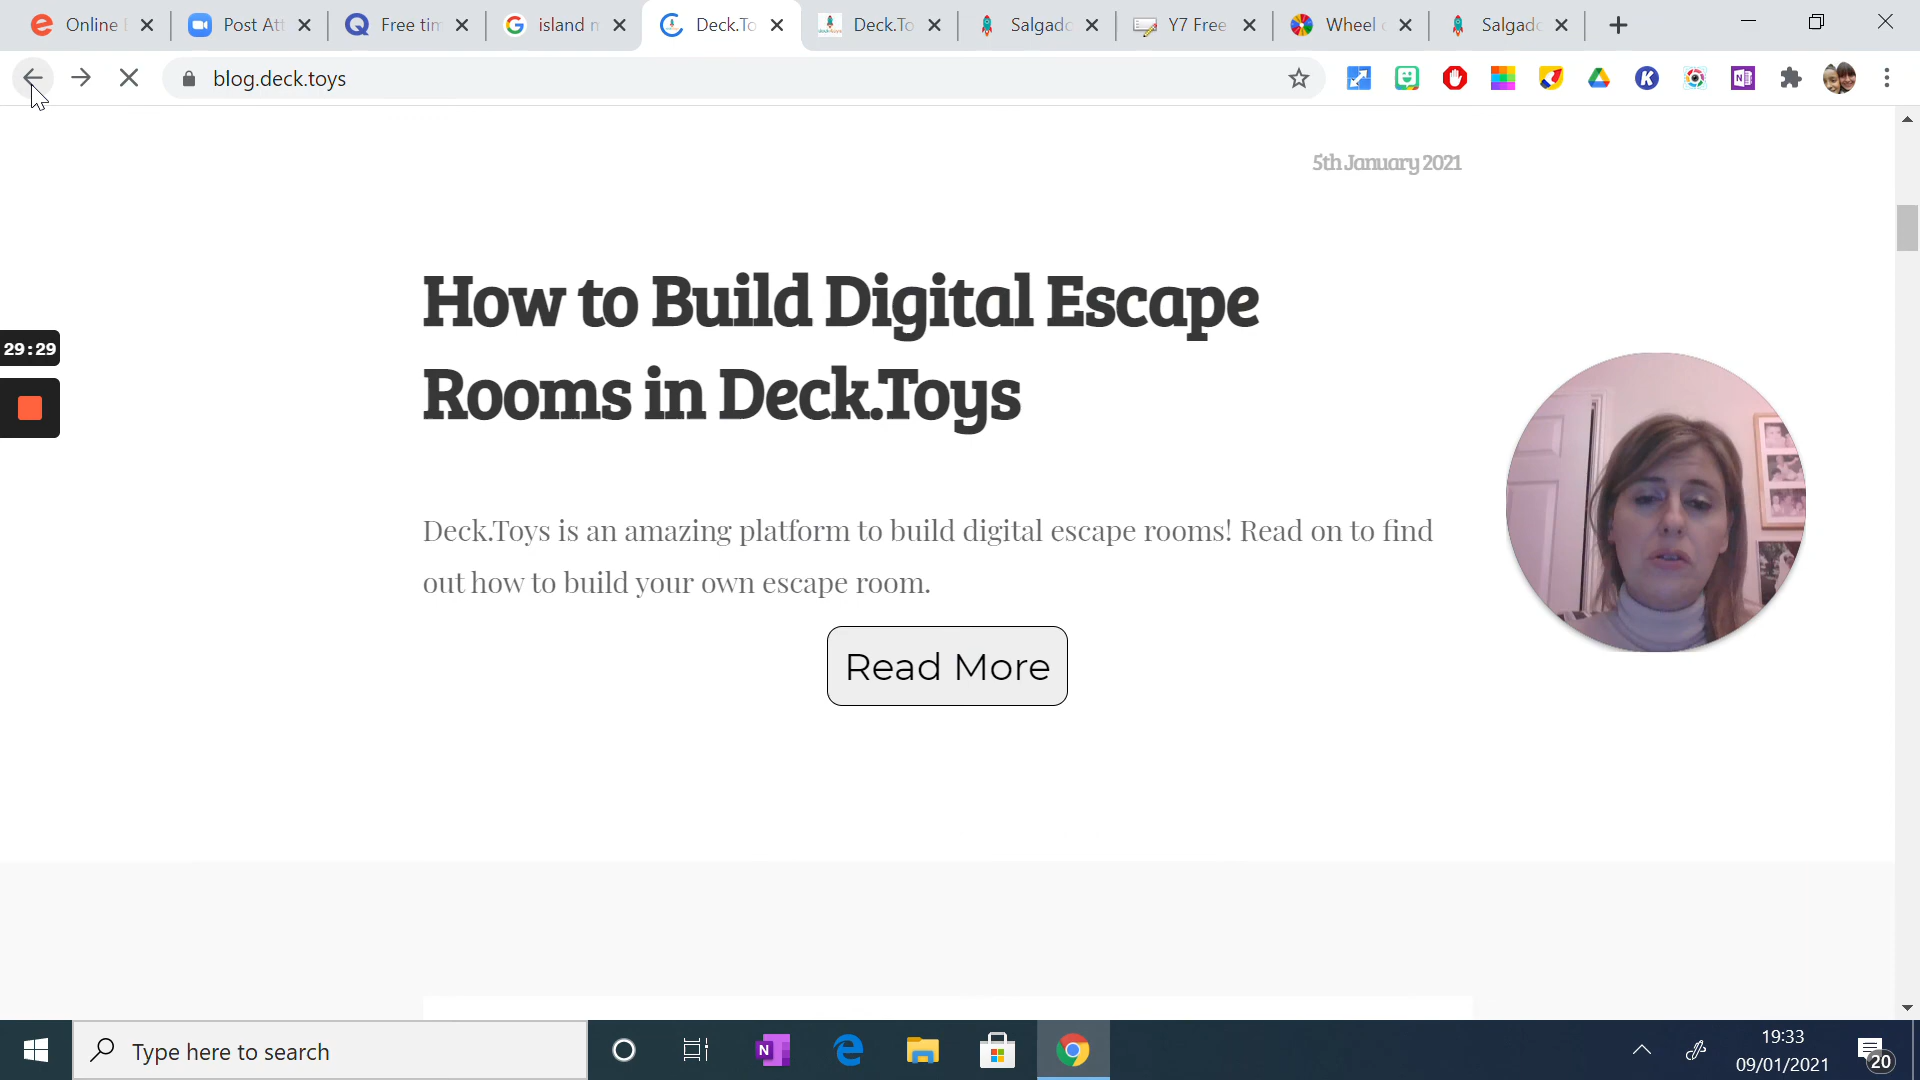 Online
Post Att
Free tim
island m
Deck.To
Deck.To
Salgado
Y7 Free
Wheel
Salgado
blog.deck.toys
5th January 2021
How to Build Digital Escape
Rooms in Deck.Toys
29:29
Deck.Toys is an amazing platform to build digital escape rooms! Read on to find
out how to build your own escape room.
Read More
Type here to search
19:33
09/01/2021
20